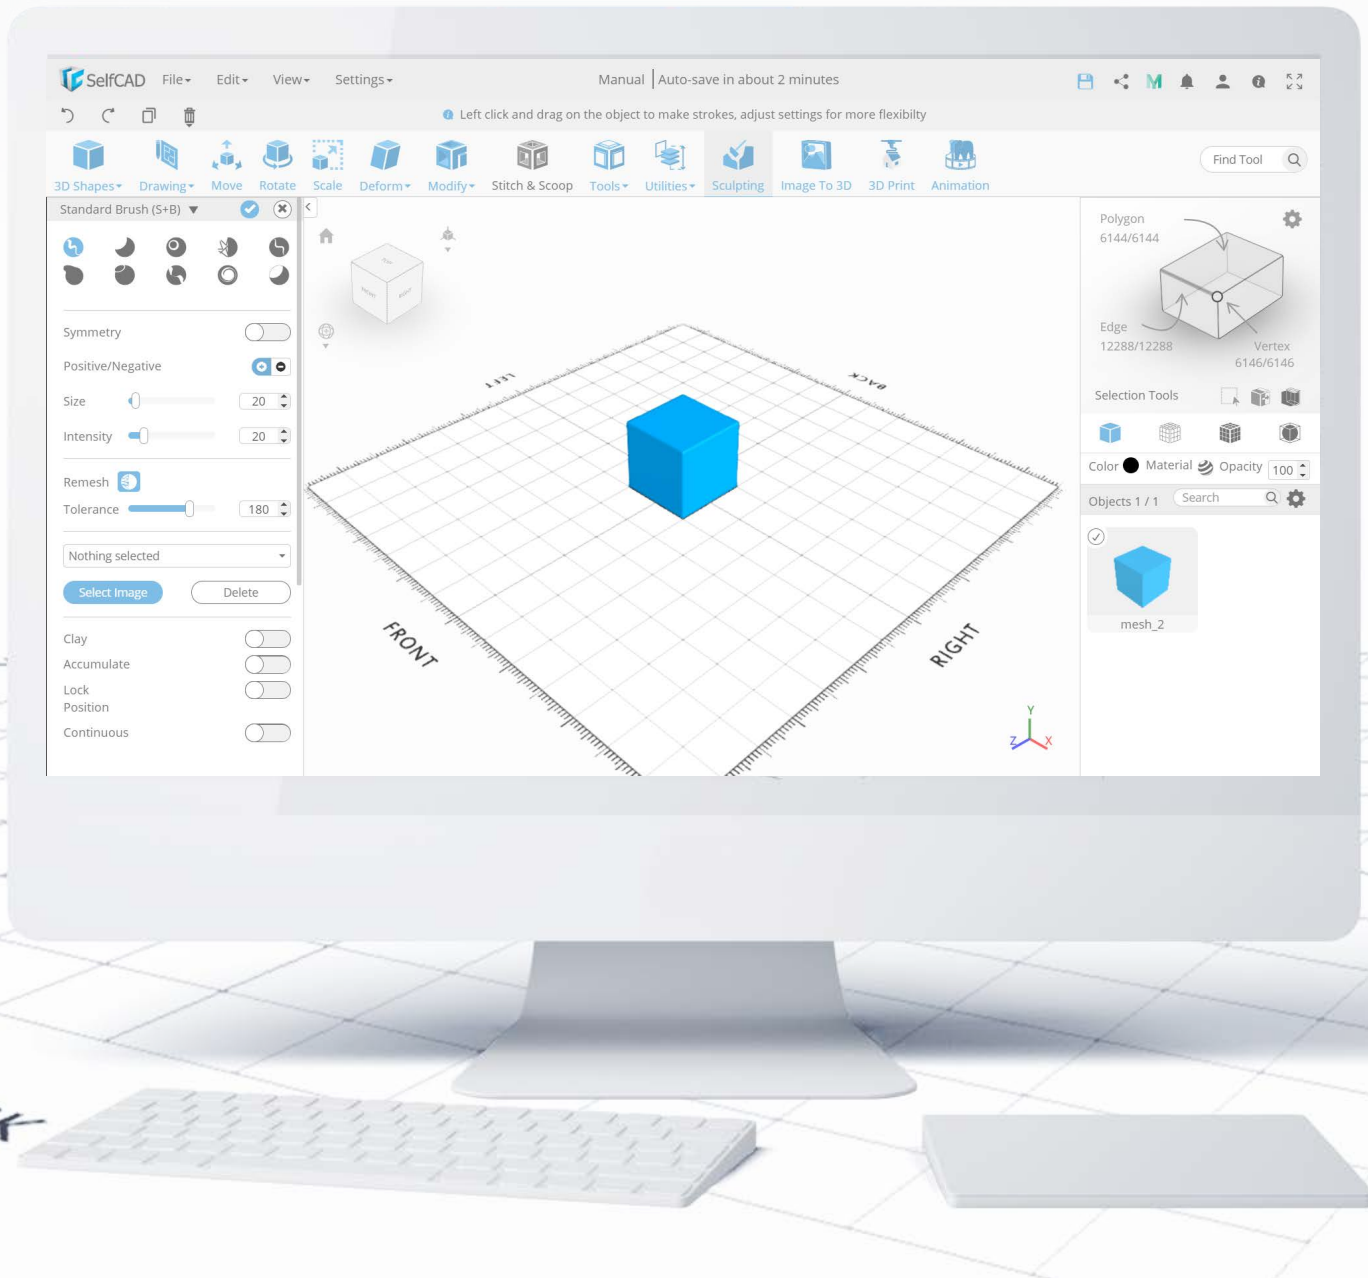 SelfCAD File Edit View Settings Manual Auto-save in about 2 minutes
Left click and drag on the object to make strokes, adjust settings for more flexibilty
3D Shapes Drawing Move Rotate Scale Deform Modify Stitch & Scoop Tools Utilities Sculpting Image To 3D 3D Print Animation
Find Tool
Standard Brush (S+B)
Symmetry
Positive/Negative
Size 20
Intensity 20
Remesh
Tolerance 180
Nothing selected
Select Image Delete
Clay
Accumulate
Lock
Position
Continuous
LEFT
BACK
FRONT
RIGHT
Y
Z X
Polygon
6144/6144
Edge
12288/12288
Vertex
6146/6146
Selection Tools
Color Material Opacity 100
Objects 1 / 1 Search
mesh_2